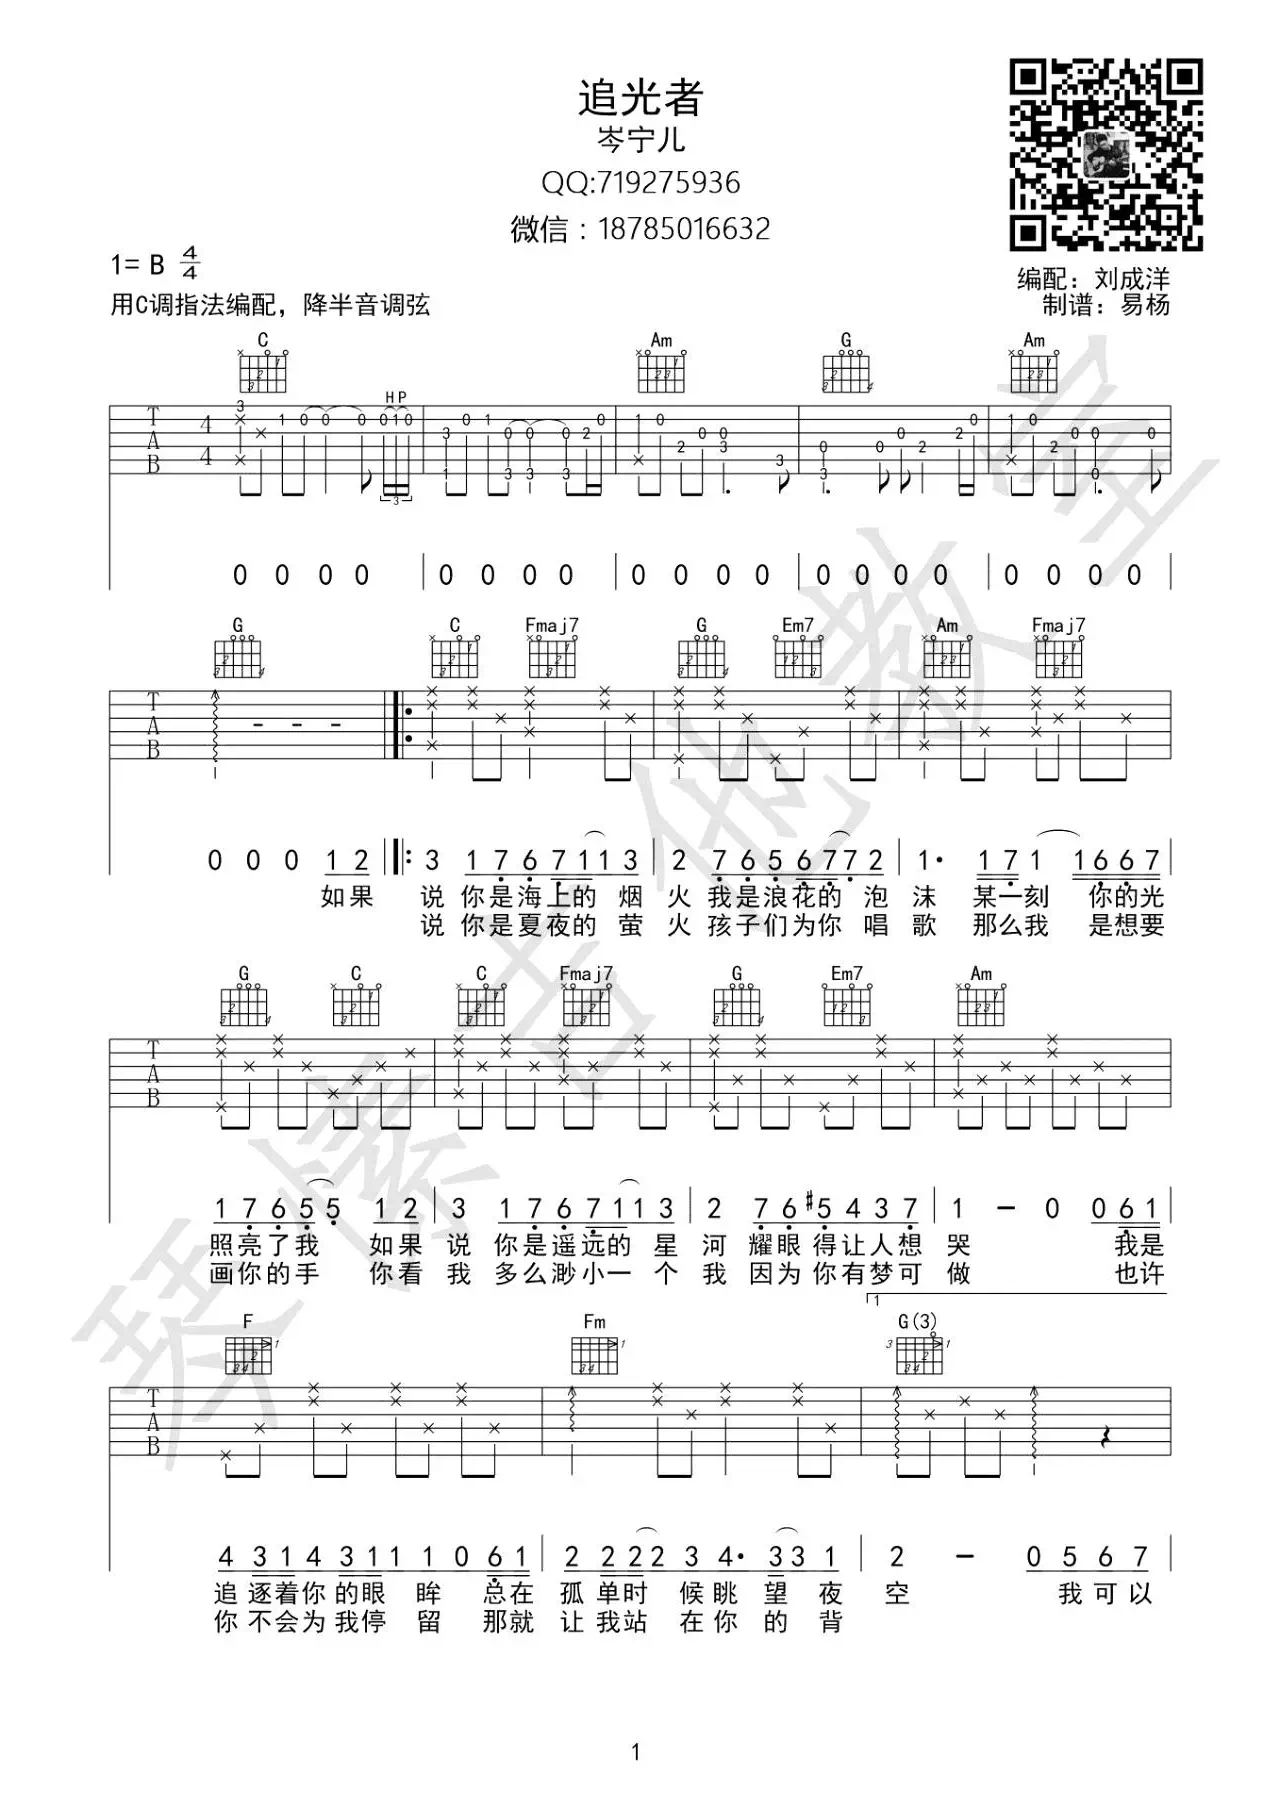 追光者
岑宁儿
QQ:719275936
微信：18785016632
1= B 4/4
编配：刘成洋
用C调指法编配，降半音调弦
制谱：易杨
C Am G Am
3 H P
T A B 4/4
0 0 0 0 0 0 0 0 0 0 0 0 0 0 0 0 0 0 0 0
G C Fmaj7 G Em7 Am Fmaj7
T A B
0 0 0 1 2 3 1 7 6 7 1 1 3 2 7 6 5 6 7 7 2 1· 1 7 1 1 6 6 7
如果 说 你是海上的 烟 火 我是浪花的 泡 沫 某一刻 你的光
说 你是夏夜的 萤 火 孩子们为你 唱 歌 那么我 是想要
G C C Fmaj7 G Em7 Am
T A B
1 7 6 5 5 1 2 3 1 7 6 7 1 1 3 2 7 6 #5 4 3 7 1 - 0 0 6 1
照亮了我 如果 说 你是遥远的 星 河 耀眼得让人想 哭 我是
画你的手 你看 我 多么渺小一 个 我 因为你有梦可 做 也许
1
F Fm G(3)
T A B
4 3 1 4 3 1 1 1 0 6 1 2 2 2 2 2 3 4· 3 3 1 2 - 0 5 6 7
追 逐着你的眼 眸 总在 孤单时 候眺 望 夜 空 我可以
你 不会为我停 留 那就 让我站 在你 的 背
1
琴愫吉他教室